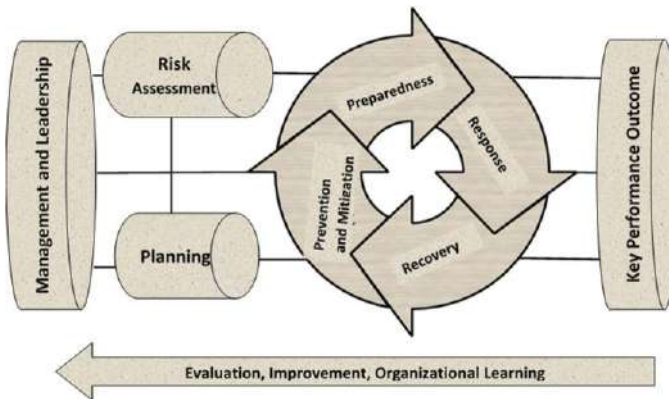 Management and Leadership
Risk
Assessment
Planning
Preparedness
Response
Recovery
Prevention
and Mitigation
Key Performance Outcome
Evaluation, Improvement, Organizational Learning